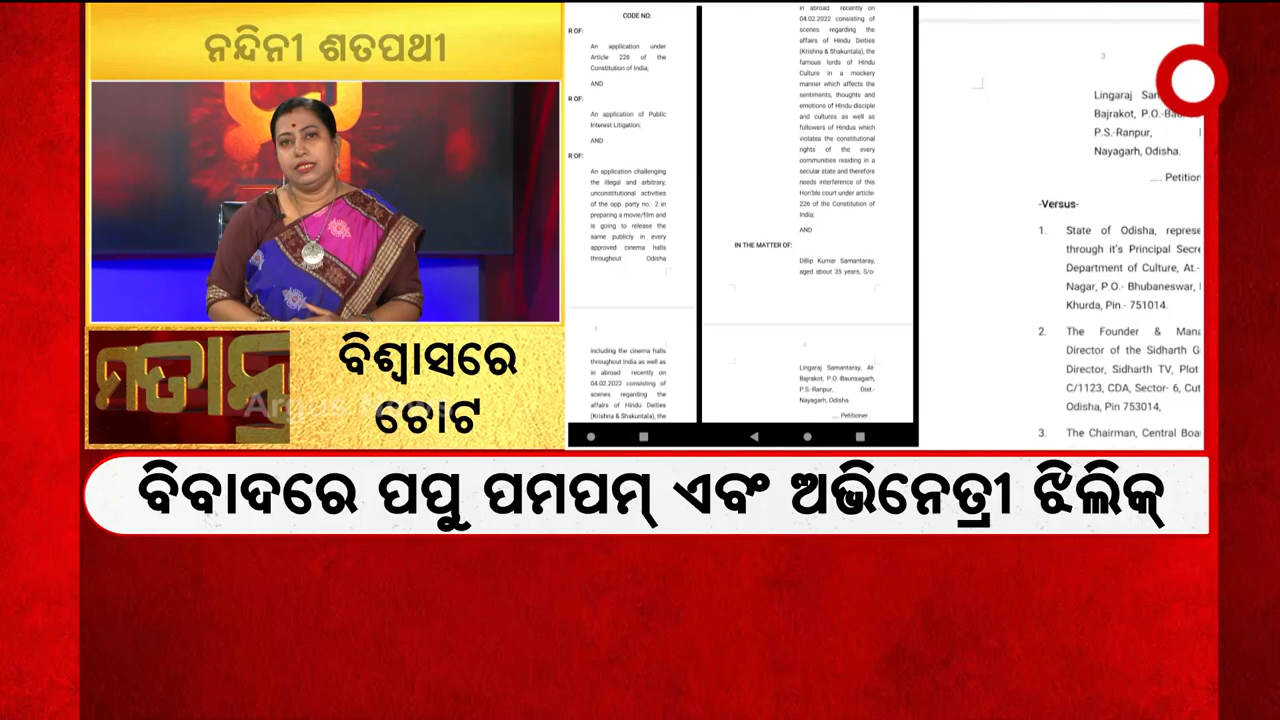 ନନ୍ଦିନୀ ଶତପଥୀ
ବିଶ୍ୱାସରେ
ଚୋଟ
ବିବାଦରେ ପପୁ ପମପମ୍ ଏବଂ ଅଭିନେତ୍ରୀ ଝିଲିକ୍
CODE NO.
R OF:
An application under
Article 226 of the
Constitution of India;
AND
R OF:
An application of Public
Interest Litigation;
AND
R OF:
An application challenging
the illegal and arbitrary,
unconstitutional activities
of the opp. party no.- 2 in
preparing a movie/film and
is going to release the
same publicly in every
approved cinema halls
throughout Odisha
including the cinema halls
throughout India as well as
in abroad recently on
04.02.2022 consisting of
scenes regarding the
affairs of Hindu Deities
(Krishna & Shakuntala), the
in abroad recently on
04.02.2022 consisting of
scenes regarding the
affairs of Hindu Deities
(Krishna & Shakuntala), the
famous lords of Hindu
Culture in a mockery
manner which affects the
sentiments, thoughts and
emotions of Hindu disciple
and cultures as well as
followers of Hindus which
violates the constitutional
rights of the every
communities residing in a
secular state and therefore
needs interference of this
Hon'ble court under article-
226 of the Constitution of
India;
AND
IN THE MATTER OF:
Dillip Kumar Samantaray,
aged about 35 years, S/o-
Lingaraj Samantaray, At-
Bajrakot, P.O.-Baunsagarh,
P.S.-Ranpur, Dist.-
Nayagarh, Odisha.
.... Petitioner.
3
Lingaraj
Bajrakot, P.O.-
P.S.-Ranpur,
Nayagarh, Odisha.
..... Petition
-Versus-
1. State of Odisha, represe
through it's Principal Secre
Department of Culture, At.-
Nagar, P.O.- Bhubaneswar,
Khurda, Pin.- 751014.
2. The Founder & Mana
Director of the Sidharth G
Director, Sidharth TV, Plot
C/1123, CDA, Sector- 6, Cut
Odisha, Pin 753014,
3. The Chairman, Central Boa